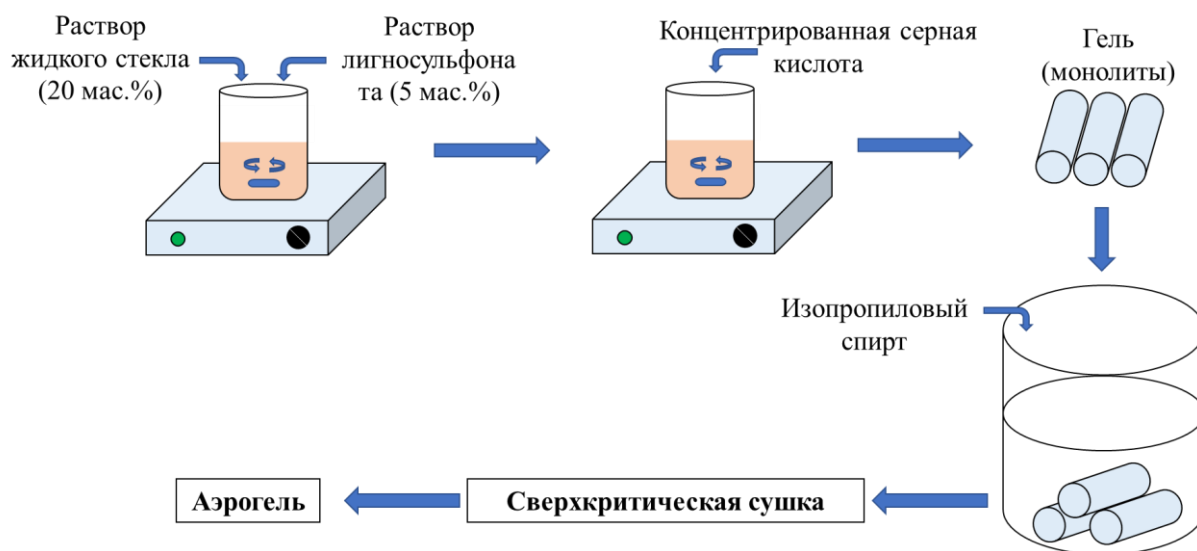 Раствор
жидкого стекла
(20 мас.%)
Раствор
лигносульфона
та (5 мас.%)
Концентрированная серная
кислота
Гель
(монолиты)
Изопропиловый
спирт
Сверхкритическая сушка
Аэрогель